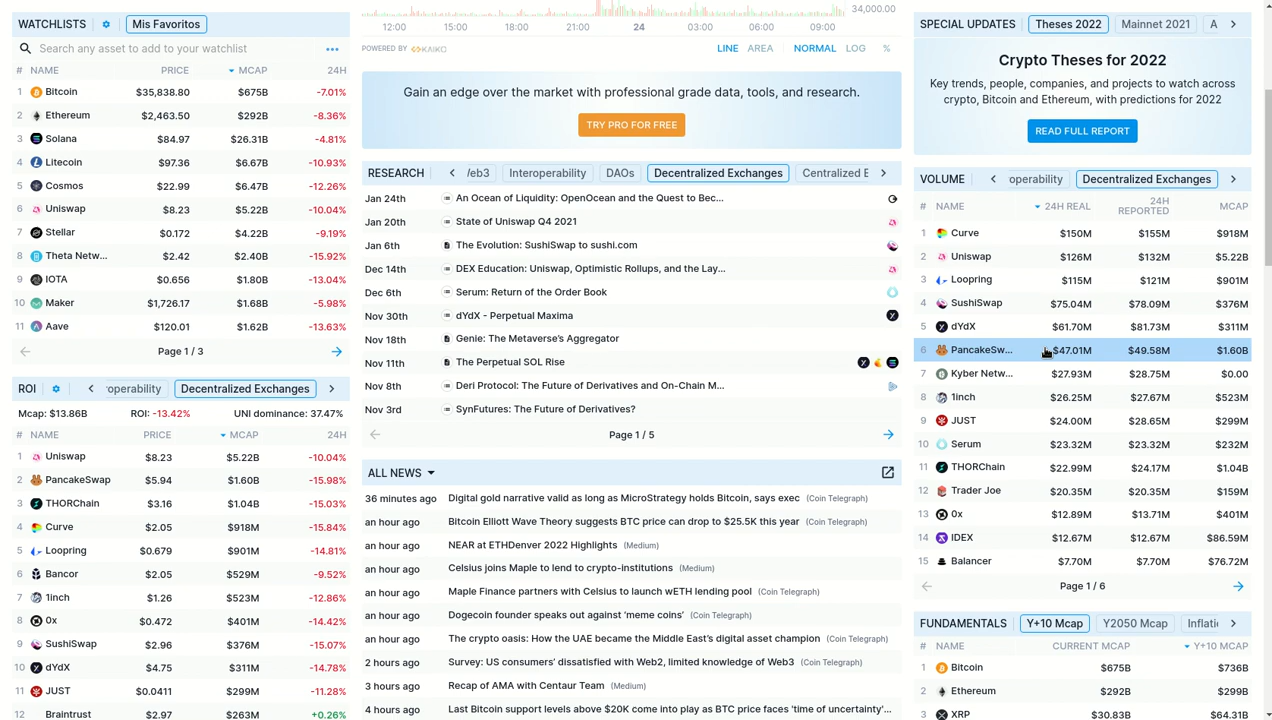 WATCHLISTS Mis Favoritos
Search any asset to add your watchlist
# NAME PRICE MCAP 24H
1 Bitcoin $35,838.80 $675B -7.01%
2 Ethereum $2,463.50 $292B -8.36%
3 Solana $84.97 $26.31B -4.81%
4 Litecoin $97.36 $6.67B -10.93%
5 Cosmos $22.99 $6.47B -12.26%
6 Uniswap $8.23 $5.22B -10.04%
7 Stellar $0.172 $4.22B -9.19%
8 Theta Netw... $2.42 $2.40B -15.92%
9 IOTA $0.656 $1.80B -13.04%
10 Maker $1,726.17 $1.68B -5.98%
11 Aave $120.01 $1.62B -13.63%
Page 1 / 3
ROI operability Decentralized Exchanges
Mcap: $13.86B ROI: -13.42% UNI dominance: 37.47%
# NAME PRICE MCAP 24H
1 Uniswap $8.23 $5.22B -10.04%
2 PancakeSwap $5.94 $1.60B -15.98%
3 THORChain $3.16 $1.04B -15.03%
4 Curve $2.05 $918M -15.84%
5 Loopring $0.679 $901M -14.81%
6 Bancor $2.05 $529M -9.52%
7 1inch $1.26 $523M -12.86%
8 0x $0.472 $401M -14.42%
9 SushiSwap $2.96 $376M -15.07%
10 dYdX $4.75 $311M -14.78%
11 JUST $0.0411 $299M -11.28%
12 Braintrust $2.97 $263M +0.26%
34,000.00
12:00 15:00 18:00 21:00 24 03:00 06:00 09:00
POWERED BY KAIKO LINE AREA NORMAL LOG %
Gain an edge over the market with professional grade data, tools, and research.
TRY PRO FOR FREE
RESEARCH /eb3 Interoperability DAOs Decentralized Exchanges Centralized E
Jan 24th An Ocean of Liquidity: OpenOcean and the Quest to Bec...
Jan 20th State of Uniswap Q4 2021
Jan 6th The Evolution: SushiSwap to sushi.com
Dec 14th DEX Education: Uniswap, Optimistic Rollups, and the Lay...
Dec 6th Serum: Return of the Order Book
Nov 30th dYdX - Perpetual Maxima
Nov 18th Genie: The Metaverse's Aggregator
Nov 11th The Perpetual SOL Rise
Nov 8th Deri Protocol: The Future of Derivatives and On-Chain M...
Nov 3rd SynFutures: The Future of Derivatives?
Page 1 / 5
ALL NEWS
36 minutes ago Digital gold narrative valid as long as MicroStrategy holds Bitcoin, says exec (Coin Telegraph)
an hour ago Bitcoin Elliott Wave Theory suggests BTC price can drop to $25.5K this year (Coin Telegraph)
an hour ago NEAR at ETHDenver 2022 Highlights (Medium)
an hour ago Celsius joins Maple to lend to crypto-institutions (Medium)
an hour ago Maple Finance partners with Celsius to launch wETH lending pool (Coin Telegraph)
an hour ago Dogecoin founder speaks out against 'meme coins' (Coin Telegraph)
an hour ago The crypto oasis: How the UAE became the Middle East's digital asset champion (Coin Telegraph)
2 hours ago Survey: US consumers' dissatisfied with Web2, limited knowledge of Web3 (Coin Telegraph)
3 hours ago Recap of AMA with Centaur Team (Medium)
4 hours ago Last Bitcoin support levels above $20K come into play as BTC price faces 'time of uncertainty'...
SPECIAL UPDATES Theses 2022 Mainnet 2021 A
Crypto Theses for 2022
Key trends, people, companies, and projects to watch across
crypto, Bitcoin and Ethereum, with predictions for 2022
READ FULL REPORT
VOLUME operability Decentralized Exchanges
# NAME 24H REAL 24H REPORTED MCAP
1 Curve $150M $155M $918M
2 Uniswap $126M $132M $5.22B
3 Loopring $115M $121M $901M
4 SushiSwap $75.04M $78.09M $376M
5 dYdX $61.70M $81.73M $311M
6 PancakeSw... $47.01M $49.58M $1.60B
7 Kyber Netw... $27.93M $28.75M $0.00
8 1inch $26.25M $27.67M $523M
9 JUST $24.00M $28.65M $299M
10 Serum $23.32M $23.32M $232M
11 THORChain $22.99M $24.17M $1.04B
12 Trader Joe $20.35M $20.35M $159M
13 0x $12.89M $13.71M $401M
14 IDEX $12.67M $12.67M $86.59M
15 Balancer $7.70M $7.70M $76.72M
Page 1 / 6
FUNDAMENTALS Y+10 Mcap Y2050 Mcap Inflati
# NAME CURRENT MCAP Y+10 MCAP
1 Bitcoin $675B $736B
2 Ethereum $292B $299B
3 XRP $30.83B $64.31B